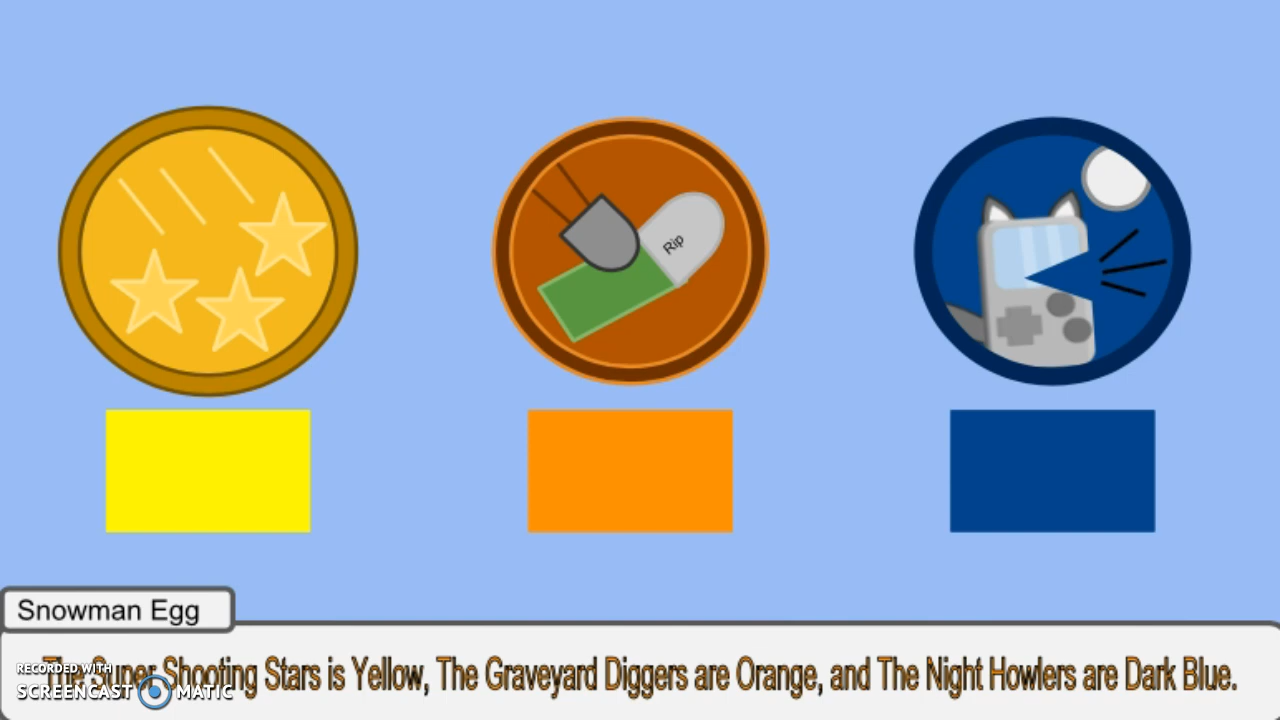 Rip
Snowman Egg
The Super Shooting Stars is Yellow, The Graveyard Diggers are Orange, and The Night Howlers are Dark Blue.
RECORDED WITH
SCREENCAST MATIC